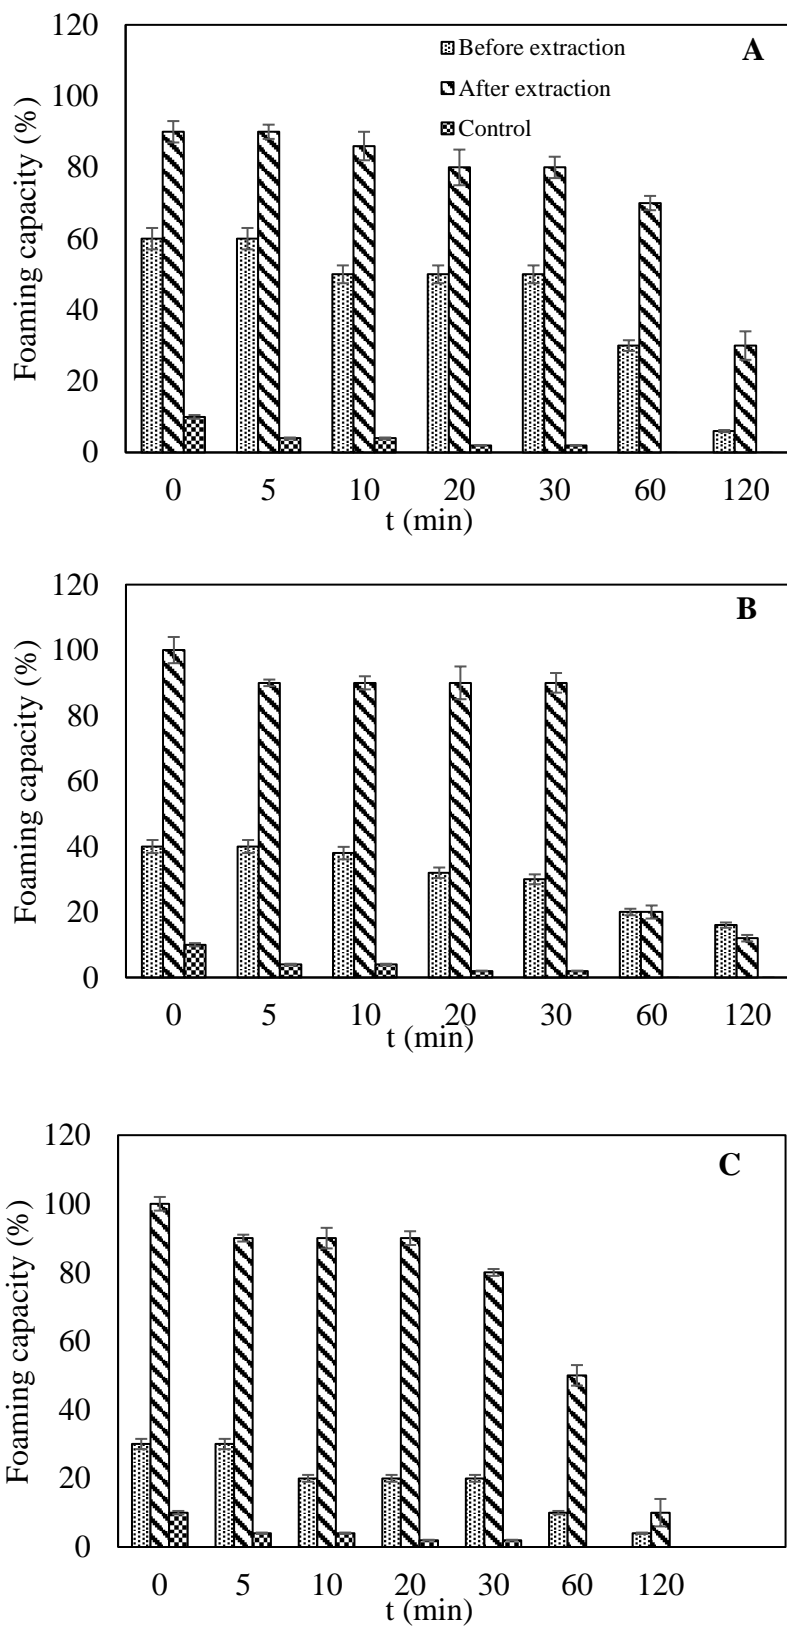 120
100
80
60
40
20
0
Foaming capacity (%)
Before extraction
After extraction
Control
A
0 5 10 20 30 60 120
t (min)
120
100
80
60
40
20
0
Foaming capacity (%)
B
0 5 10 20 30 60 120
t (min)
120
100
80
60
40
20
0
Foaming capacity (%)
C
0 5 10 20 30 60 120
t (min)